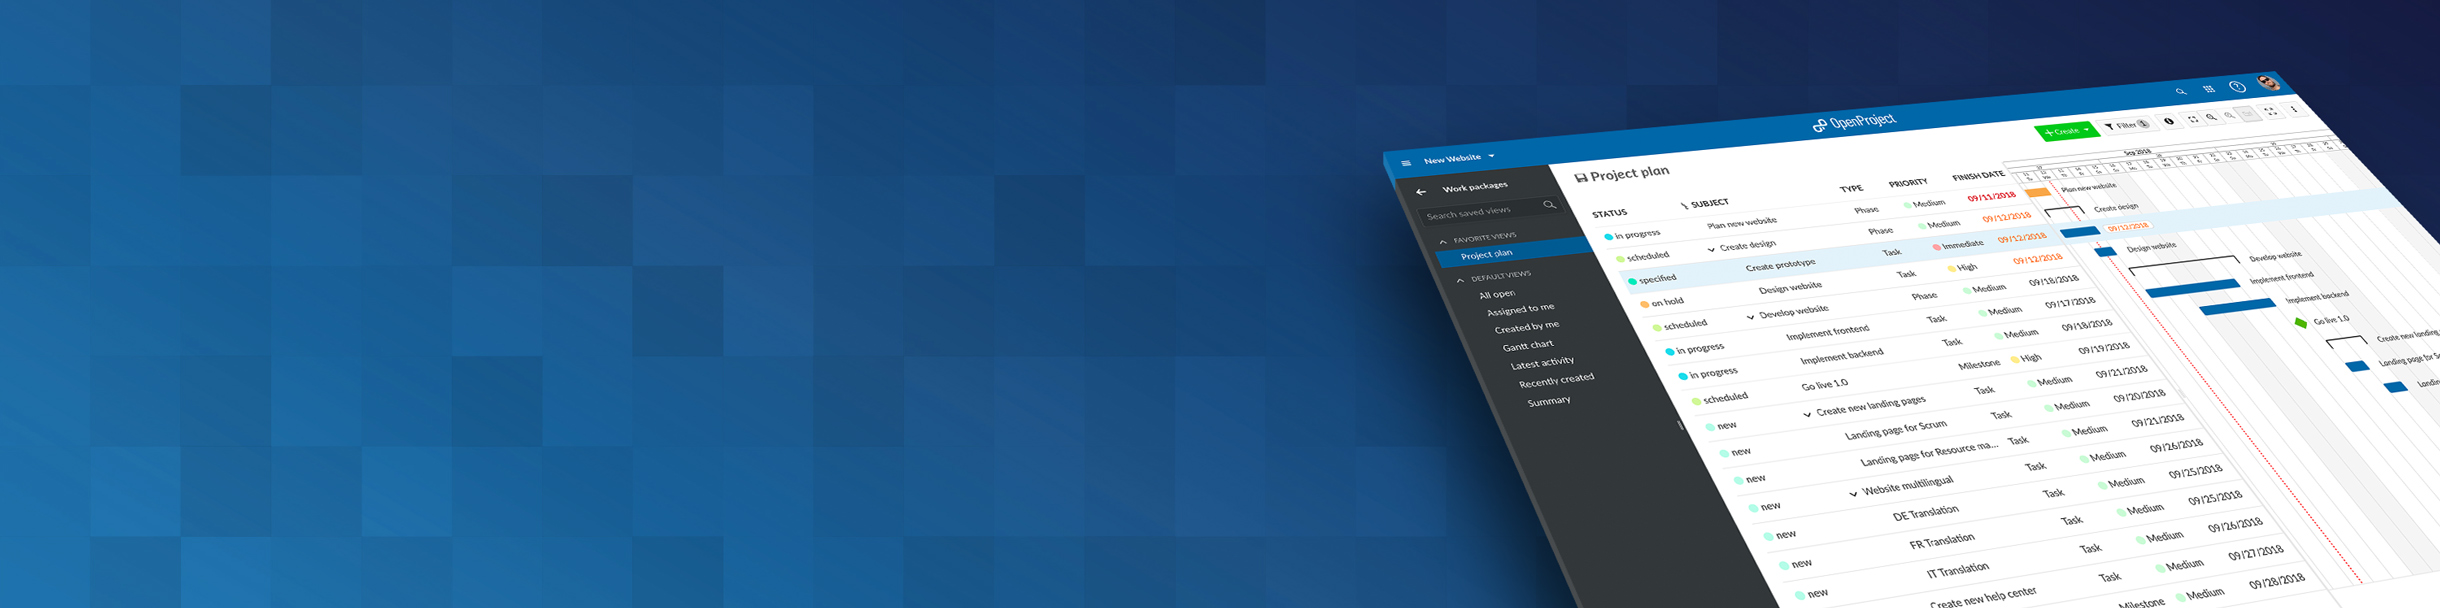 OpenProject
New Website
+ Create
Filter 1
Work packages
Search saved views
FAVORITE VIEWS
Project plan
DEFAULT VIEWS
All open
Assigned to me
Created by me
Gantt chart
Latest activity
Recently created
Summary
Project plan
STATUS SUBJECT TYPE PRIORITY FINISH DATE
in progress Plan new website Phase Medium 09/11/2018
scheduled Create design Phase Medium 09/12/2018
specified Create prototype Task Immediate 09/12/2018
on hold Design website Task High 09/12/2018
scheduled Develop website Phase Medium 09/18/2018
in progress Implement frontend Task Medium 09/17/2018
in progress Implement backend Task Medium 09/18/2018
scheduled Go live 1.0 Milestone High 09/19/2018
new Create new landing pages Task Medium 09/21/2018
new Landing page for Scrum Task Medium 09/20/2018
new Landing page for Resource ma... Task Medium 09/21/2018
new Website multilingual Task Medium 09/26/2018
new DE Translation Task Medium 09/25/2018
new FR Translation Task Medium 09/25/2018
new IT Translation Task Medium 09/26/2018
Create new help center Task Medium 09/27/2018
Milestone Medium 09/28/2018
Sep 2018
Plan new website
Create design
09/12/2018
Design website
Develop website
Implement frontend
Implement backend
Go live 1.0
Create new landing
Landing page for S